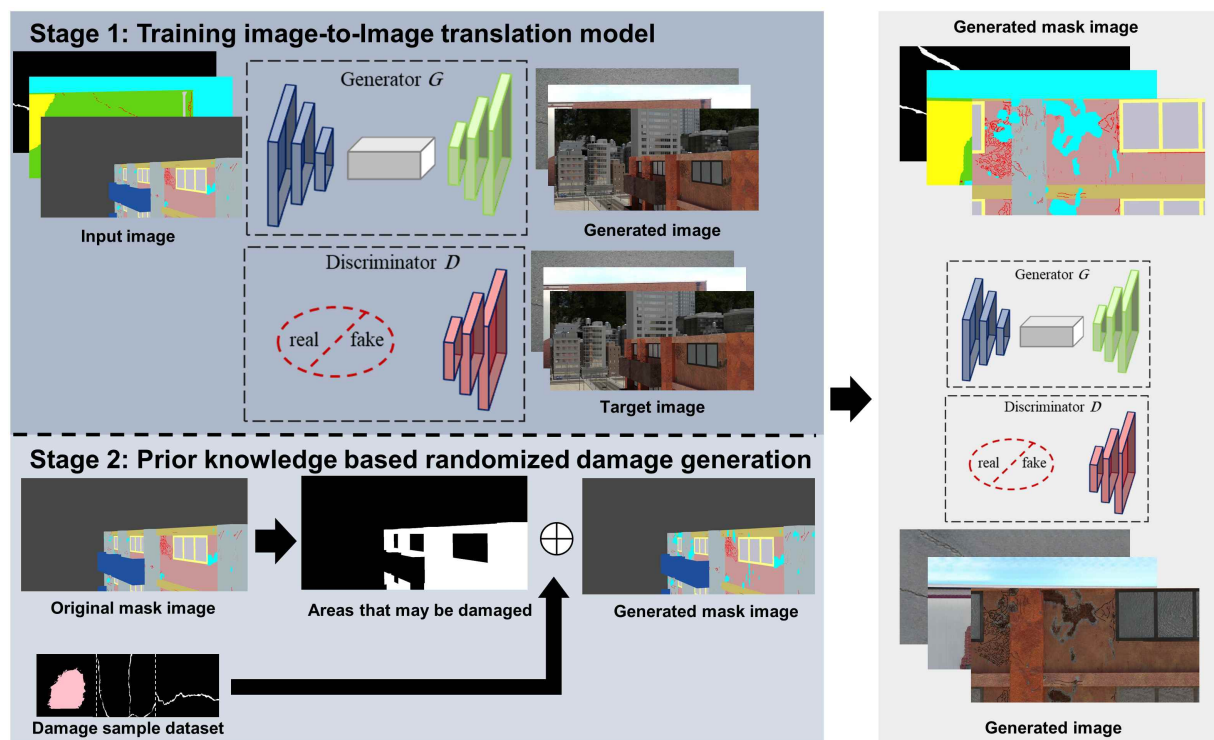 Stage 1: Training image-to-Image translation model
Generator G
Input image
Generated image
Discriminator D
real
fake
Target image
Stage 2: Prior knowledge based randomized damage generation
Original mask image
Areas that may be damaged
Generated mask image
Damage sample dataset
Generated mask image
Generator G
Discriminator D
real
fake
Generated image